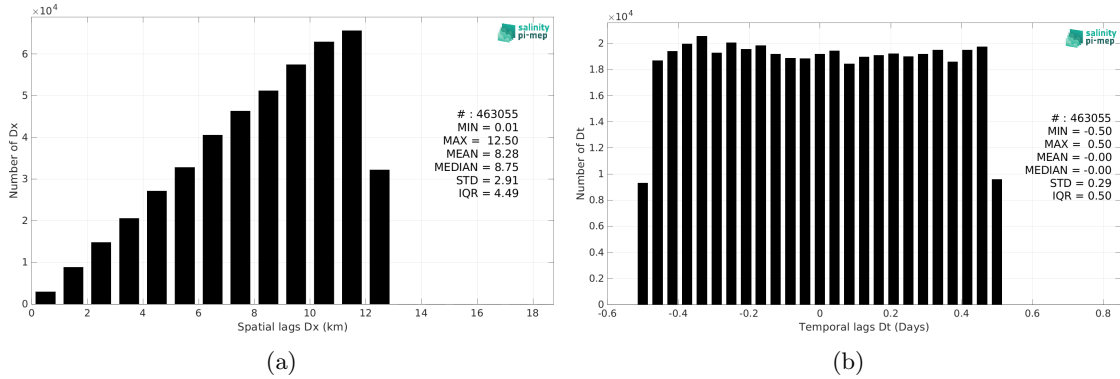 ×10^4
salinity
pi-mep
6
5
4
3
2
1
0
Number of Dx
# : 463055
MIN = 0.01
MAX = 12.50
MEAN = 8.28
MEDIAN = 8.75
STD = 2.91
IQR = 4.49
0 2 4 6 8 10 12 14 16 18
Spatial lags Dx (km)
(a)
×10^4
salinity
pi-mep
2
1.8
1.6
1.4
1.2
1
0.8
0.6
0.4
0.2
0
Number of Dt
# : 463055
MIN = -0.50
MAX = 0.50
MEAN = -0.00
MEDIAN = -0.00
STD = 0.29
IQR = 0.50
-0.6 -0.4 -0.2 0 0.2 0.4 0.6 0.8
Temporal lags Dt (Days)
(b)